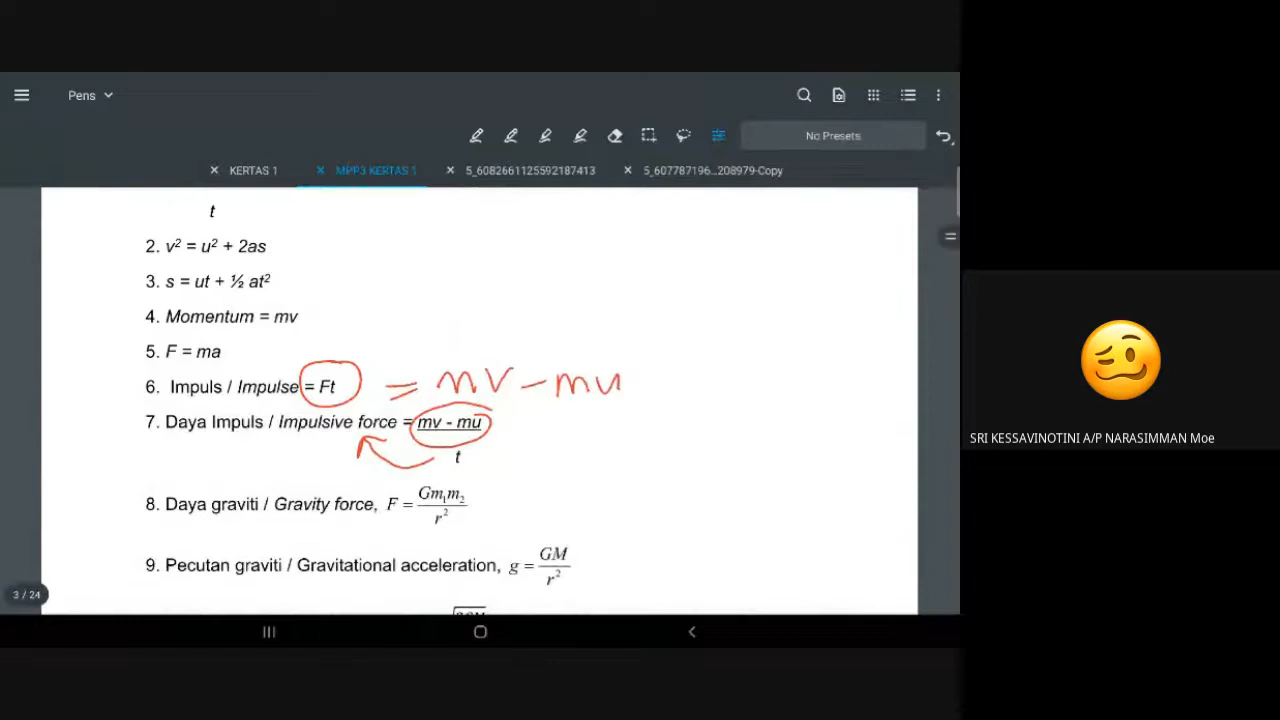 Pens
No Presets
KERTAS 1
MPP3 KERTAS 1
5_6082661125592187413
5_607787196...208979-Copy
t
2. v² = u² + 2as
3. s = ut + ½ at²
4. Momentum = mv
5. F = ma
6. Impuls / Impulse = Ft = mv - mu
7. Daya Impuls / Impulsive force = mv - mu
t
8. Daya graviti / Gravity force, F = Gm₁m₂ / r²
9. Pecutan graviti / Gravitational acceleration, g = GM / r²
3 / 24
SRI KESSAVINOTINI A/P NARASIMMAN Moe